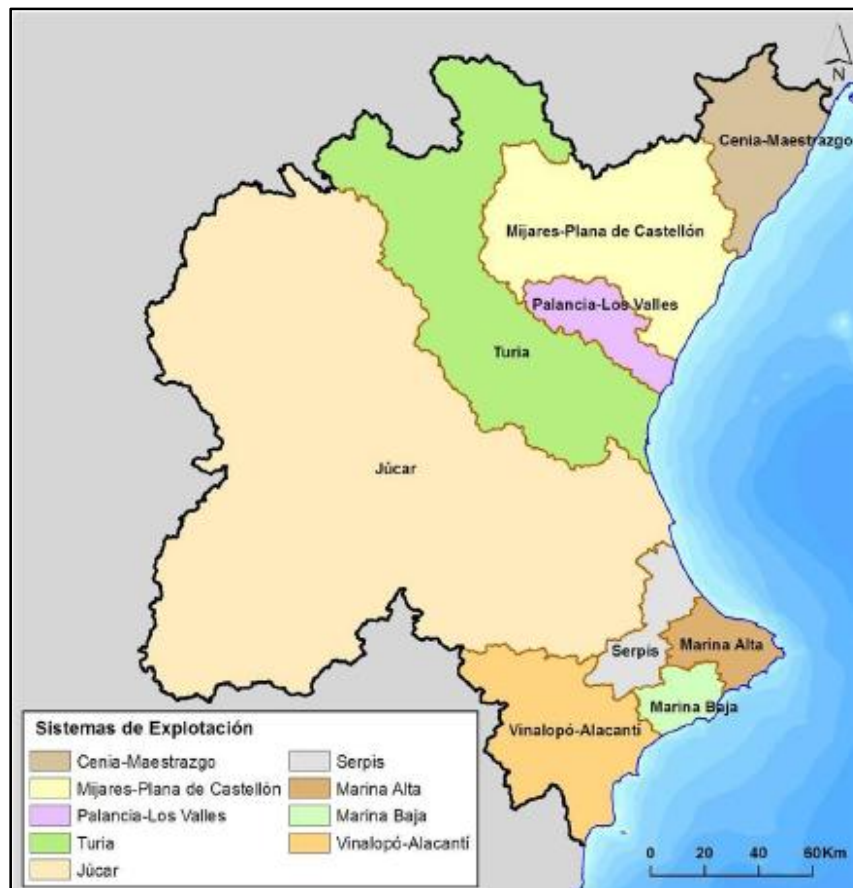 N
Cenia-Maestrazgo
Mijares-Plana de Castellón
Palancia-Los Valles
Turia
Júcar
Serpis
Marina Alta
Marina Baja
Vinalopó-Alacantí
Sistemas de Explotación
Cenia-Maestrazgo
Mijares-Plana de Castellón
Palancia-Los Valles
Turia
Júcar
Serpis
Marina Alta
Marina Baja
Vinalopó-Alacantí
0 20 40 60 Km